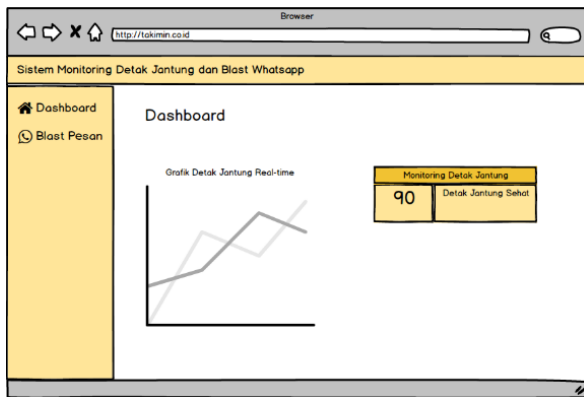 Browser
http://takimin.co.id
Sistem Monitoring Detak Jantung dan Blast Whatsapp
Dashboard
Blast Pesan
Dashboard
Grafik Detak Jantung Real-time
Monitoring Detak Jantung
90
Detak Jantung Sehat